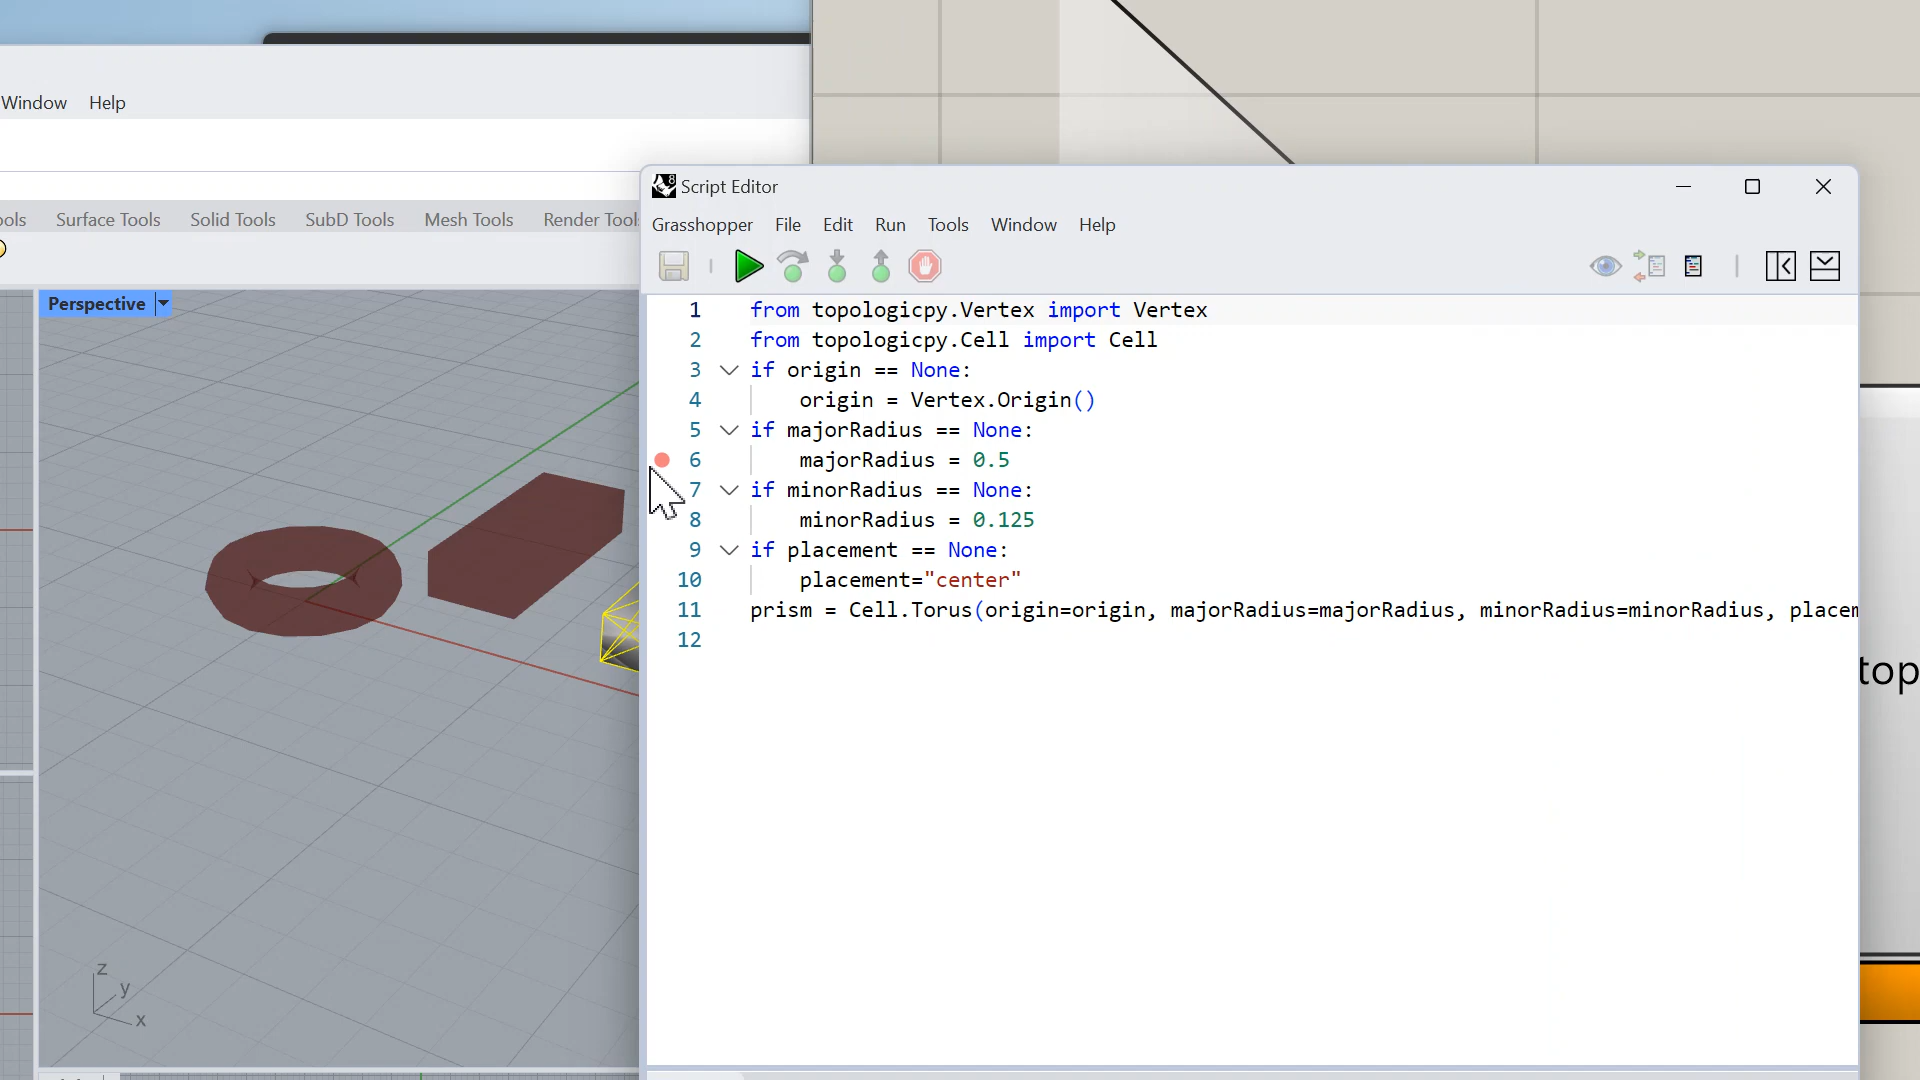 Window Help
Surface Tools Solid Tools SubD Tools Mesh Tools Render
Perspective
z
y
x
Script Editor
Grasshopper File Edit Run Tools Window Help
1 from topologicpy.Vertex import Vertex
2 from topologicpy.Cell import Cell
3 if origin == None:
4 origin = Vertex.Origin()
5 if majorRadius == None:
6 majorRadius = 0.5
7 if minorRadius == None:
8 minorRadius = 0.125
9 if placement == None:
10 placement="center"
11 prism = Cell.Torus(origin=origin, majorRadius=majorRadius, minorRadius=minorRadius, placem
12
top